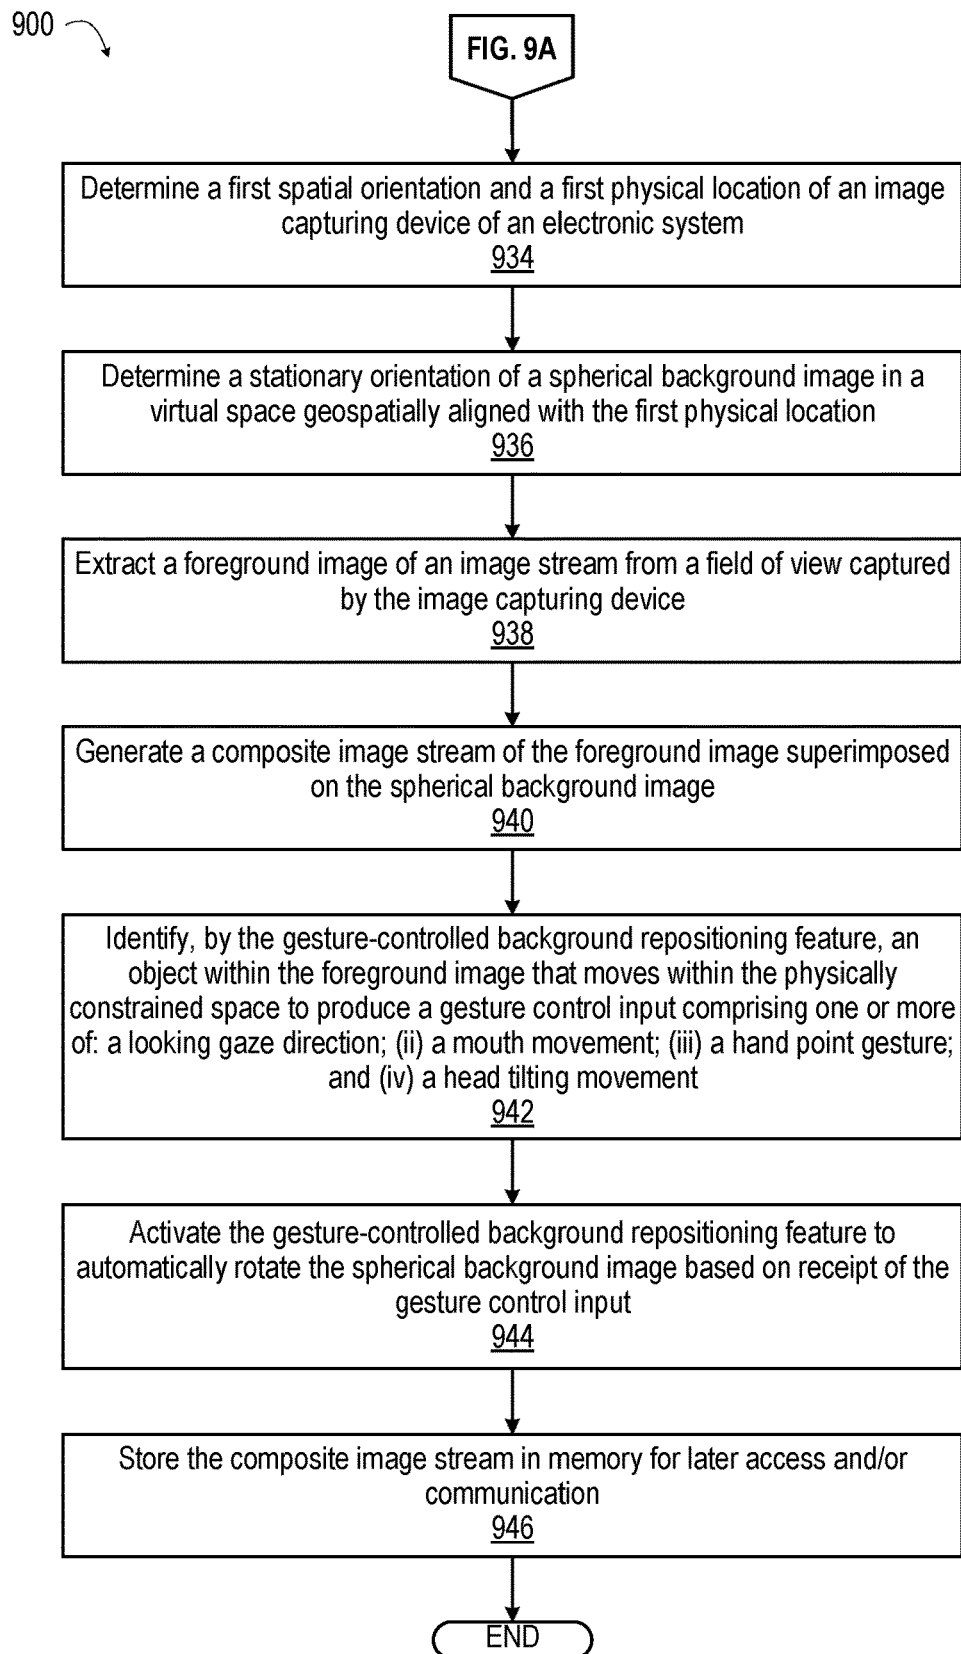 900
FIG. 9A
Determine a first spatial orientation and a first physical location of an image
capturing device of an electronic system
934
Determine a stationary orientation of a spherical background image in a
virtual space geospatially aligned with the first physical location
936
Extract a foreground image of an image stream from a field of view captured
by the image capturing device
938
Generate a composite image stream of the foreground image superimposed
on the spherical background image
940
Identify, by the gesture-controlled background repositioning feature, an
object within the foreground image that moves within the physically
constrained space to produce a gesture control input comprising one or more
of: a looking gaze direction; (ii) a mouth movement; (iii) a hand point gesture;
and (iv) a head tilting movement
942
Activate the gesture-controlled background repositioning feature to
automatically rotate the spherical background image based on receipt of the
gesture control input
944
Store the composite image stream in memory for later access and/or
communication
946
END